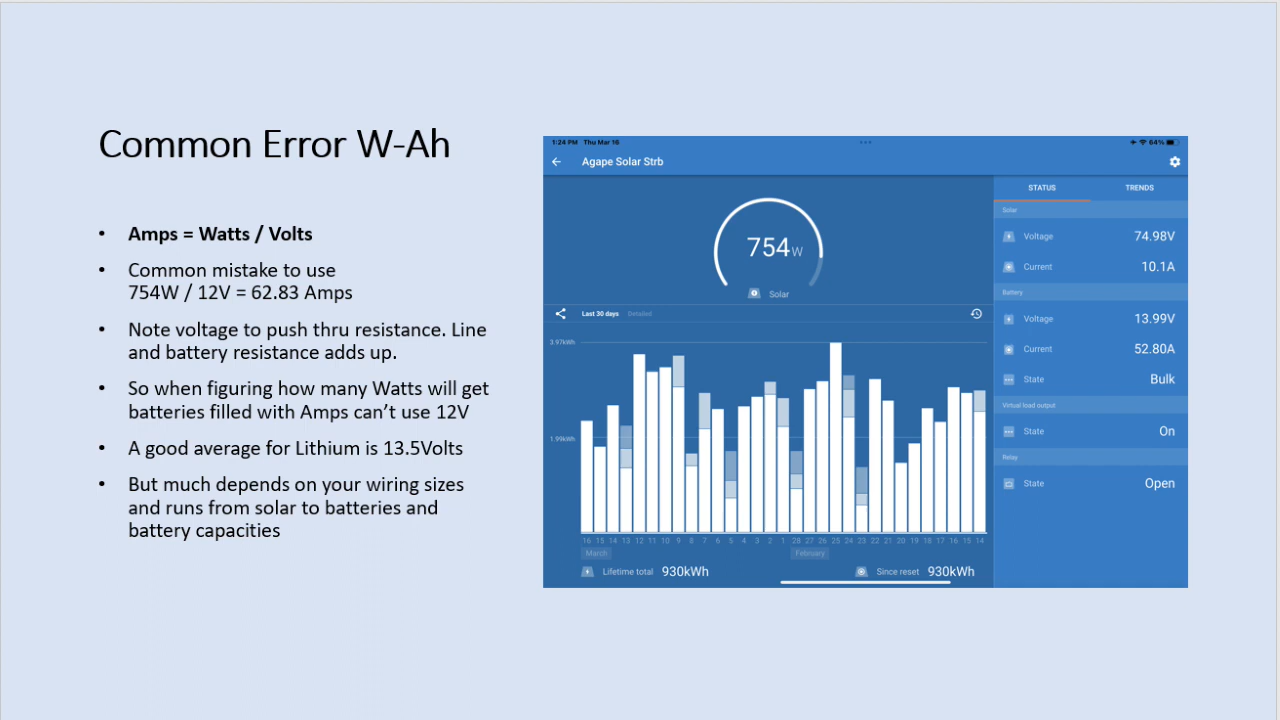 Common Error W-Ah
• Amps = Watts / Volts
• Common mistake to use
754W / 12V = 62.83 Amps
• Note voltage to push thru resistance. Line
and battery resistance adds up.
• So when figuring how many Watts will get
batteries filled with Amps can’t use 12V
• A good average for Lithium is 13.5Volts
• But much depends on your wiring sizes
and runs from solar to batteries and
battery capacities
1:24 PM Thu Mar 16
64%
Agape Solar Strb
754W
Solar
Last 30 days Detailed
3.97kWh
1.99kWh
16 15 14 13 12 11 10 9 8 7 6 5 4 3 2 1 28 27 26 25 24 23 22 21 20 19 18 17 16 15 14
March February
Lifetime total 930kWh Since reset 930kWh
STATUS TRENDS
Solar
Voltage 74.98V
Current 10.1A
Battery
Voltage 13.99V
Current 52.80A
State Bulk
Virtual load output
State On
Relay
State Open